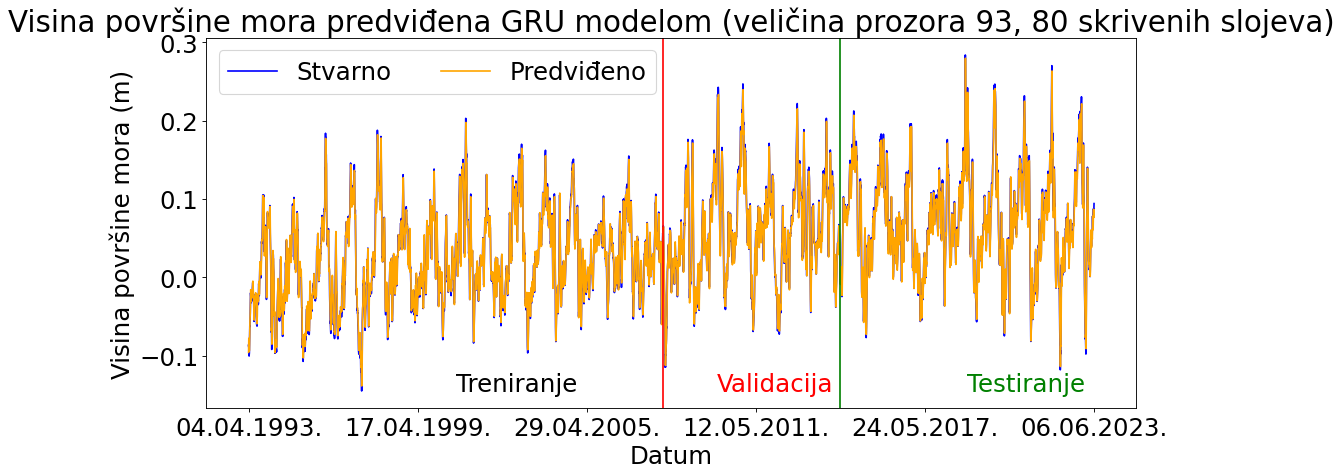 Visina površine mora predviđena GRU modelom (veličina prozora 93, 80 skrivenih slojeva)
Stvarno
Predviđeno
Visina površine mora (m)
0.3
0.2
0.1
0.0
−0.1
Treniranje
Validacija
Testiranje
04.04.1993.
17.04.1999.
29.04.2005.
12.05.2011.
24.05.2017.
06.06.2023.
Datum